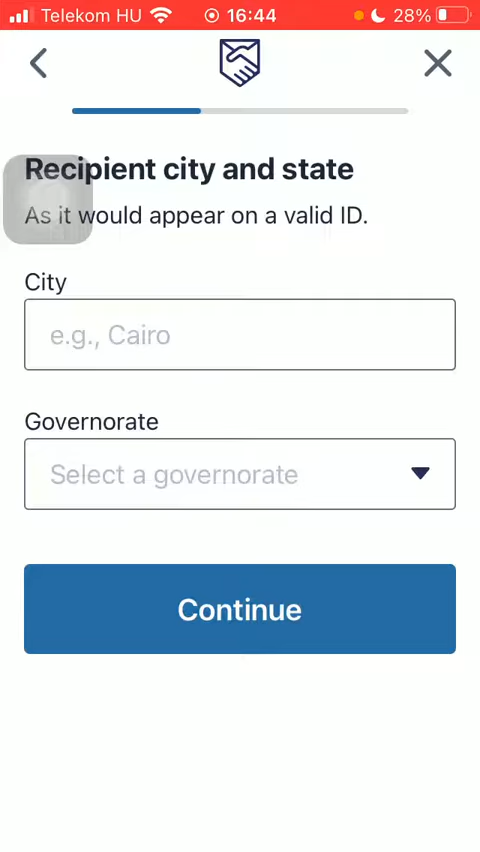 Telekom HU 16:44 28%
Recipient city and state
As it would appear on a valid ID.
City
e.g., Cairo
Governorate
Select a governorate
Continue